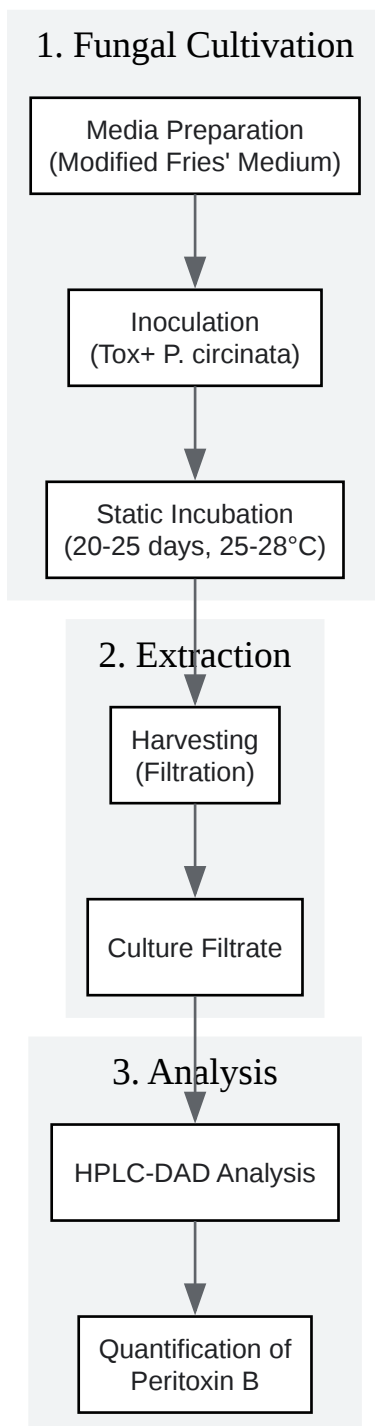 1. Fungal Cultivation
Media Preparation
(Modified Fries' Medium)
Inoculation
(Tox+ P. circinata)
Static Incubation
(20-25 days, 25-28°C)
2. Extraction
Harvesting
(Filtration)
Culture Filtrate
3. Analysis
HPLC-DAD Analysis
Quantification of
Peritoxin B